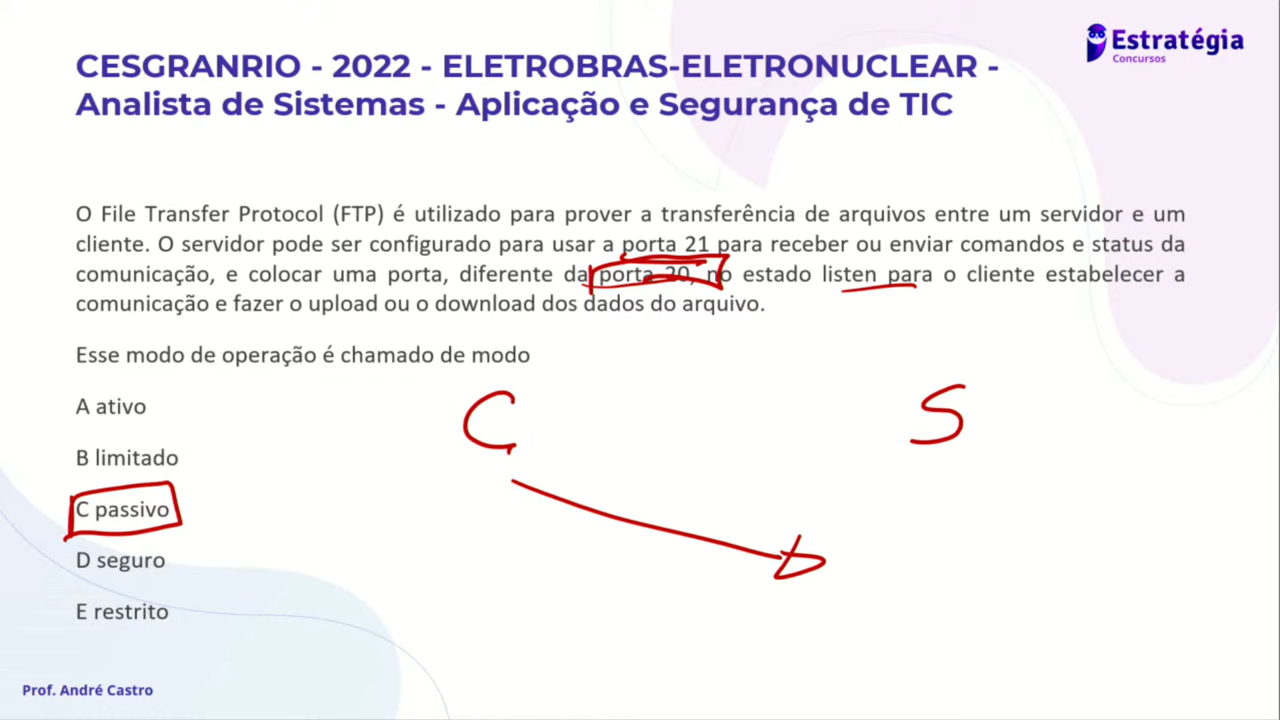 Estratégia
Concursos
CESGRANRIO - 2022 - ELETROBRAS-ELETRONUCLEAR -
Analista de Sistemas - Aplicação e Segurança de TIC
O File Transfer Protocol (FTP) é utilizado para prover a transferência de arquivos entre um servidor e um
cliente. O servidor pode ser configurado para usar a porta 21 para receber ou enviar comandos e status da
comunicação, e colocar uma porta, diferente da porta 20, no estado listen para o cliente estabelecer a
comunicação e fazer o upload ou o download dos dados do arquivo.
Esse modo de operação é chamado de modo
A ativo
C S
B limitado
C passivo
D seguro
E restrito
Prof. André Castro